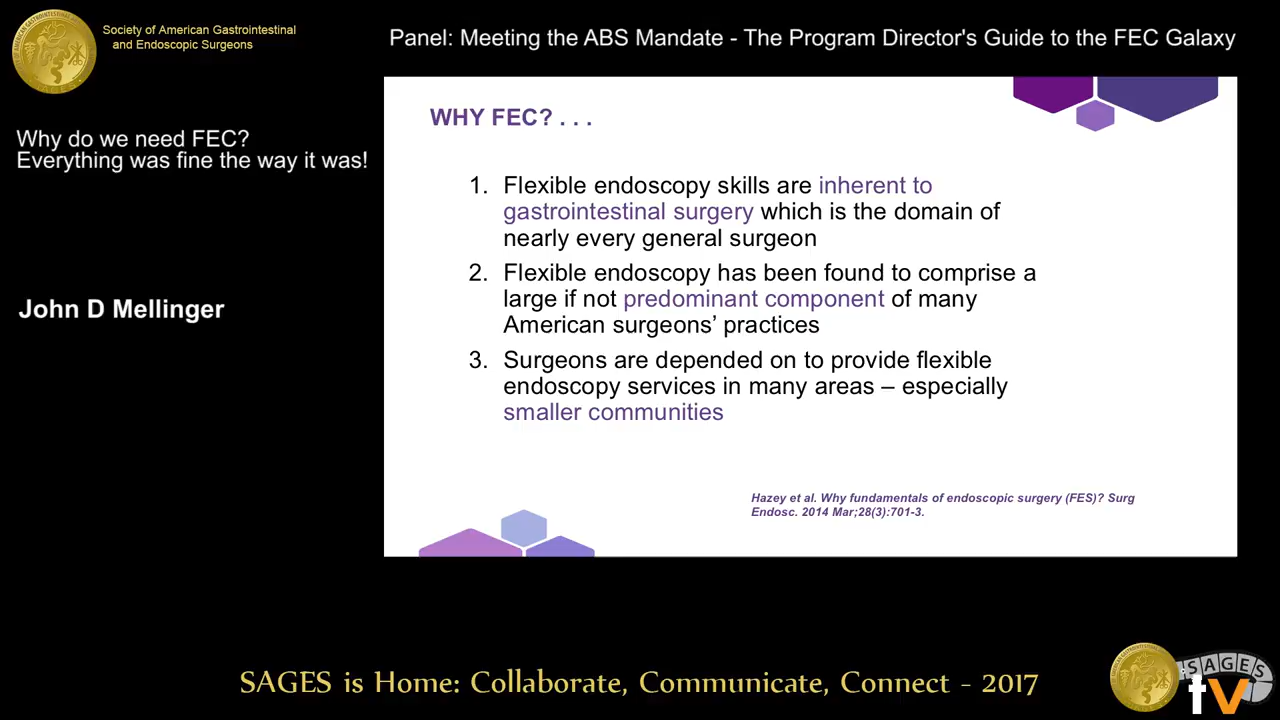 Society of American Gastrointestinal
and Endoscopic Surgeons
Panel: Meeting the ABS Mandate - The Program Director's Guide to the FEC Galaxy
Why do we need FEC?
Everything was fine the way it was!
John D Mellinger
WHY FEC? . . .
1. Flexible endoscopy skills are inherent to
gastrointestinal surgery which is the domain of
nearly every general surgeon
2. Flexible endoscopy has been found to comprise a
large if not predominant component of many
American surgeons’ practices
3. Surgeons are depended on to provide flexible
endoscopy services in many areas – especially
smaller communities
Hazey et al. Why fundamentals of endoscopic surgery (FES)? Surg
Endosc. 2014 Mar;28(3):701-3.
SAGES is Home: Collaborate, Communicate, Connect - 2017
SAGES
tv